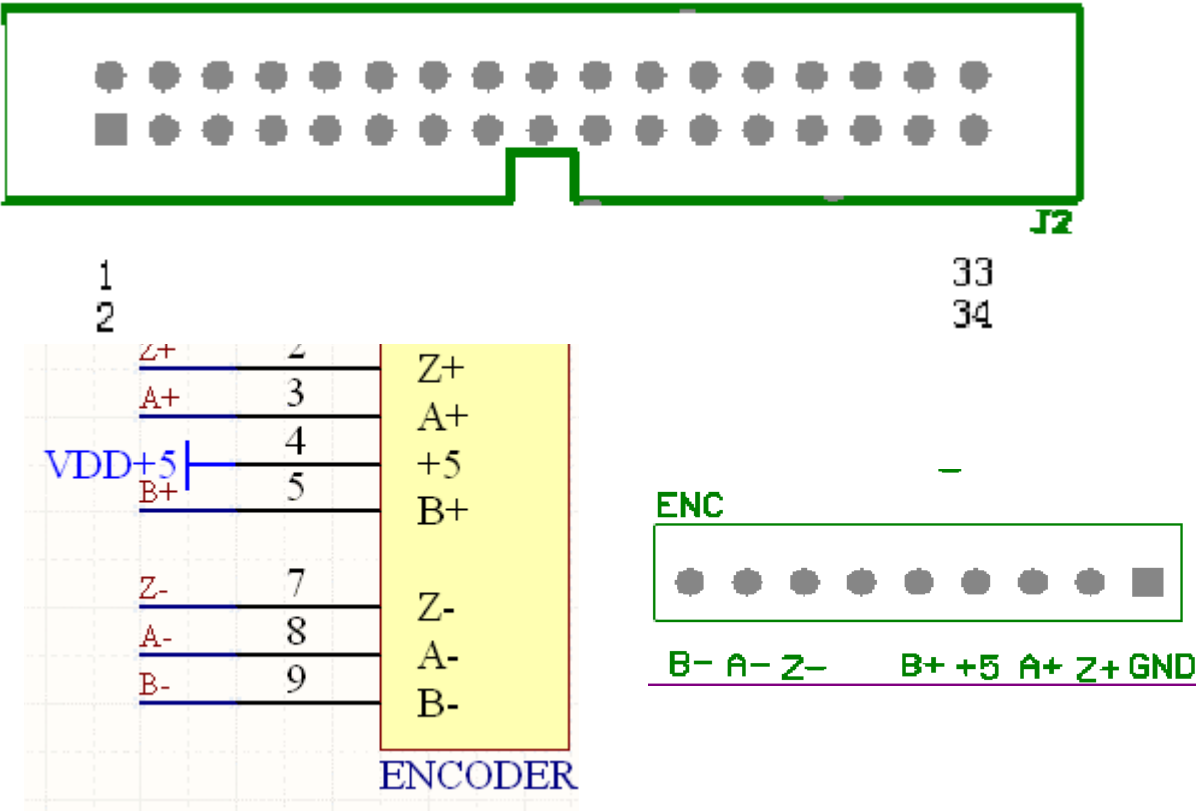 J2
1 33
2 34
Z+ 2 Z+
A+ 3 A+
VDD+5 4 +5
B+ 5 B+
Z- 7 Z-
A- 8 A-
B- 9 B-
ENCODER
ENC
B- A- Z- B+ +5 A+ Z+ GND